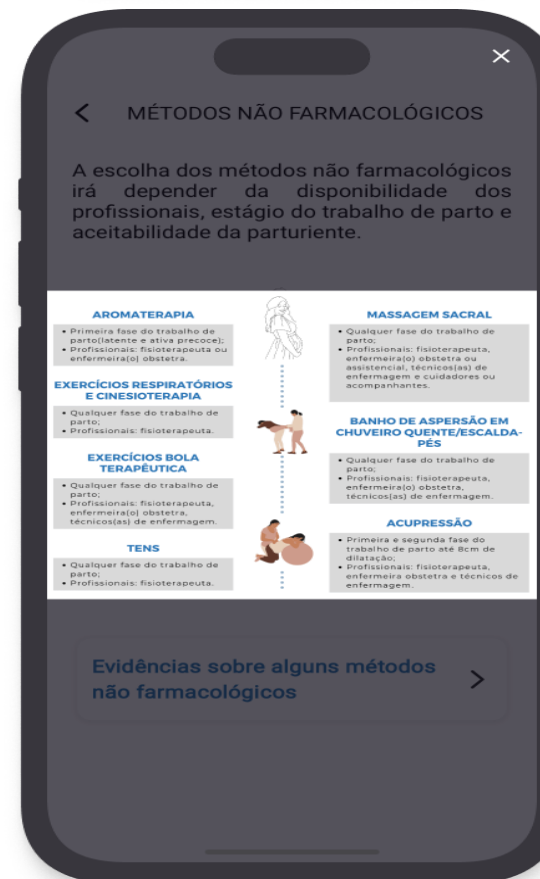 MÉTODOS NÃO FARMACOLÓGICOS
A escolha dos métodos não farmacológicos
irá depender da disponibilidade dos
profissionais, estágio do trabalho de parto e
aceitabilidade da parturiente.
AROMATERAPIA
• Primeira fase do trabalho de
parto(latente e ativa precoce);
• Profissionais: fisioterapeuta ou
enfermeira(o) obstetra.
EXERCÍCIOS RESPIRATÓRIOS
E CINESIOTERAPIA
• Qualquer fase do trabalho de
parto;
• Profissionais: fisioterapeuta.
EXERCÍCIOS BOLA
TERAPÊUTICA
• Qualquer fase do trabalho de
parto;
• Profissionais: fisioterapeuta,
enfermeira(o) obstetra,
técnicos(as) de enfermagem.
TENS
• Qualquer fase do trabalho de
parto;
• Profissionais: fisioterapeuta.
MASSAGEM SACRAL
• Qualquer fase do trabalho de
parto;
• Profissionais: fisioterapeuta,
enfermeira(o) obstetra ou
assistencial, técnicos(as) de
enfermagem e cuidadores ou
acompanhantes.
BANHO DE ASPERSÃO EM
CHUVEIRO QUENTE/ESCALDA-
PÉS
• Qualquer fase do trabalho de
parto;
• Profissionais: fisioterapeuta,
enfermeira(o) obstetra,
técnicos(as) de enfermagem.
ACUPRESSÃO
• Primeira e segunda fase do
trabalho de parto até 8cm de
dilatação;
• Profissionais: fisioterapeuta,
enfermeira obstetra e técnicos de
enfermagem.
Evidências sobre alguns métodos
não farmacológicos